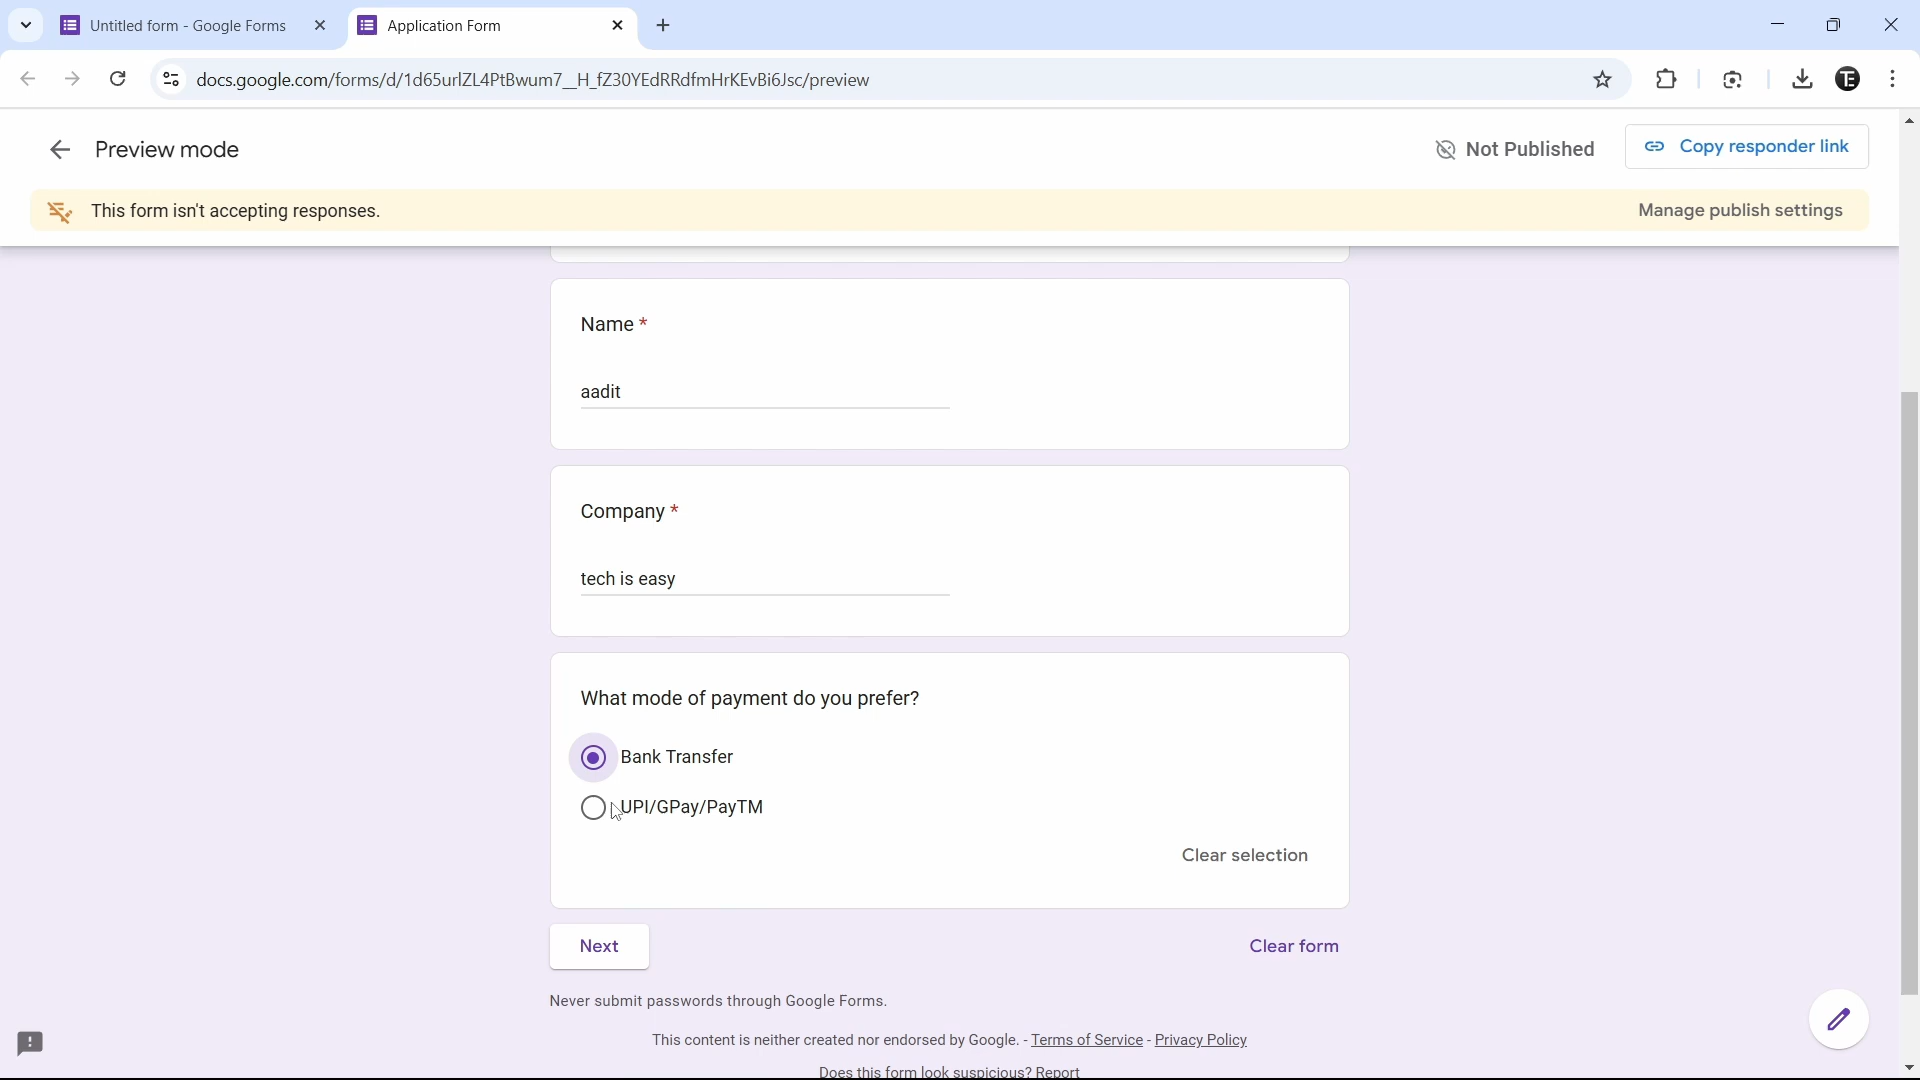 Untitled form - Google Forms
Application Form
docs.google.com/forms/d/1d65urlZL4PtBwum7__H_fZ30YEdRRdfmHrKEvBi6Jsc/preview
Preview mode
Not Published
Copy responder link
This form isn't accepting responses.
Manage publish settings
Name *
aadit
Company *
tech is easy
What mode of payment do you prefer?
Bank Transfer
UPI/GPay/PayTM
Clear selection
Next
Clear form
Never submit passwords through Google Forms.
This content is neither created nor endorsed by Google. - Terms of Service - Privacy Policy
Does this form look suspicious? Report